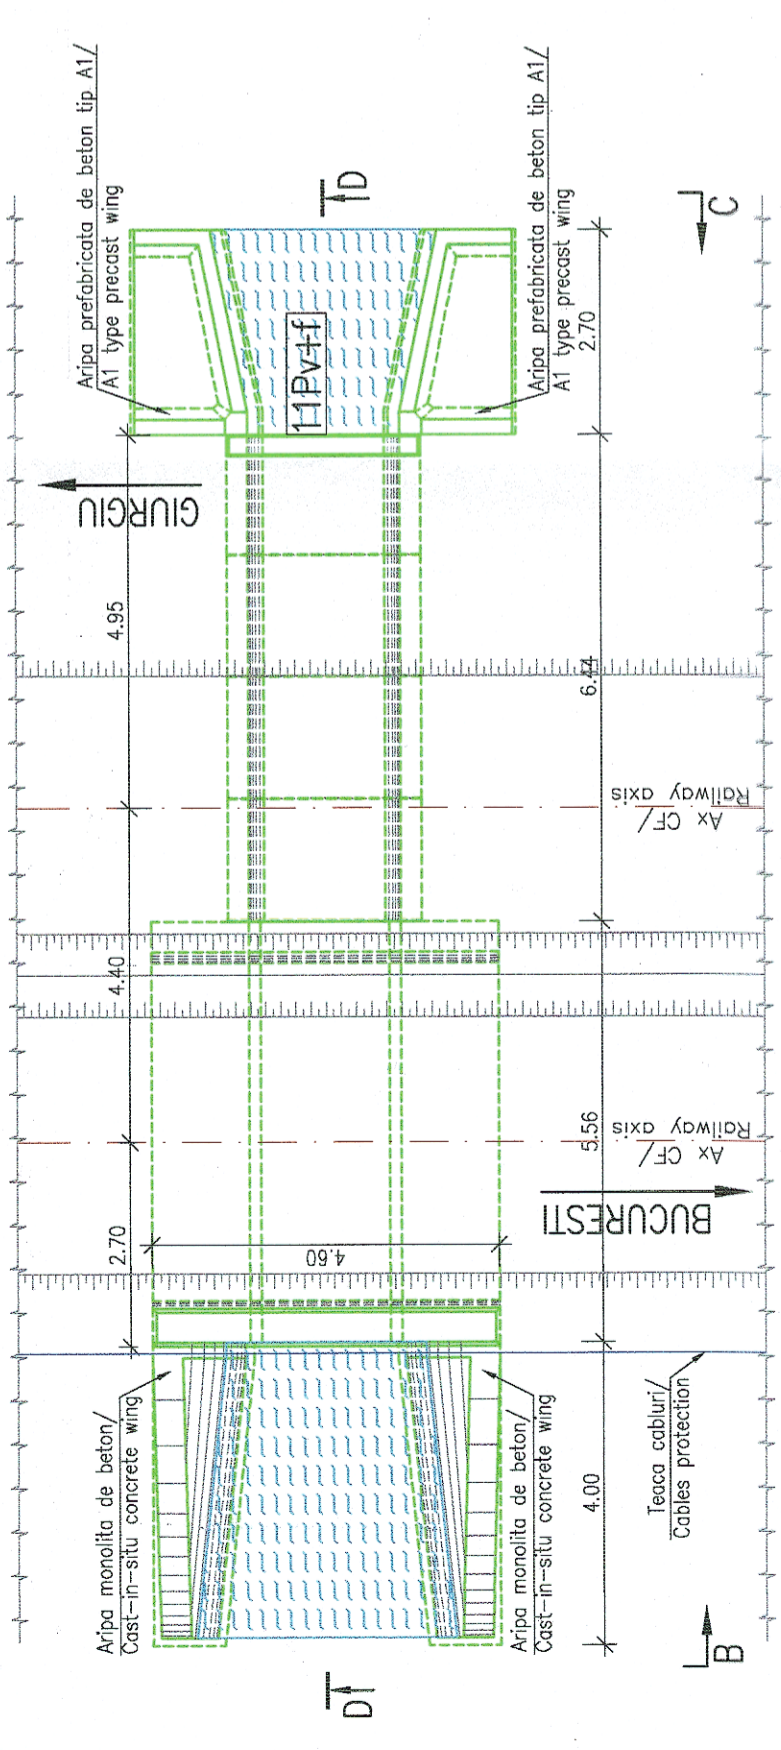 Aripa prefabricata de beton tip A1/
A1 type precast wing
D
Aripa prefabricata de beton tip A1/
A1 type precast wing
C
11Pv+f
2.70
GIURGIU
4.95
6.44
Ax CF/
Railway axis
4.40
5.56
Ax CF/
Railway axis
BUCURESTI
2.70
4.60
Aripa monolita de beton/
Cast-in-situ concrete wing
Aripa monolita de beton/
Cast-in-situ concrete wing
4.00
Teaca cabluri/
Cables protection
D
B